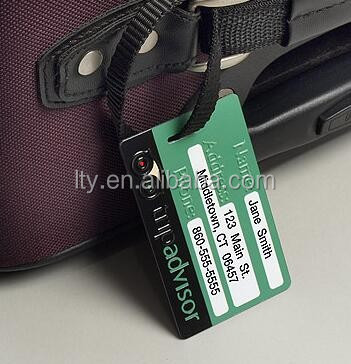 Name:
Jane Smith
Address:
123 Main St.
Middletown, CT 06457
Phone:
860-555-5555
tripadvisor
lty.en.alibaba.com